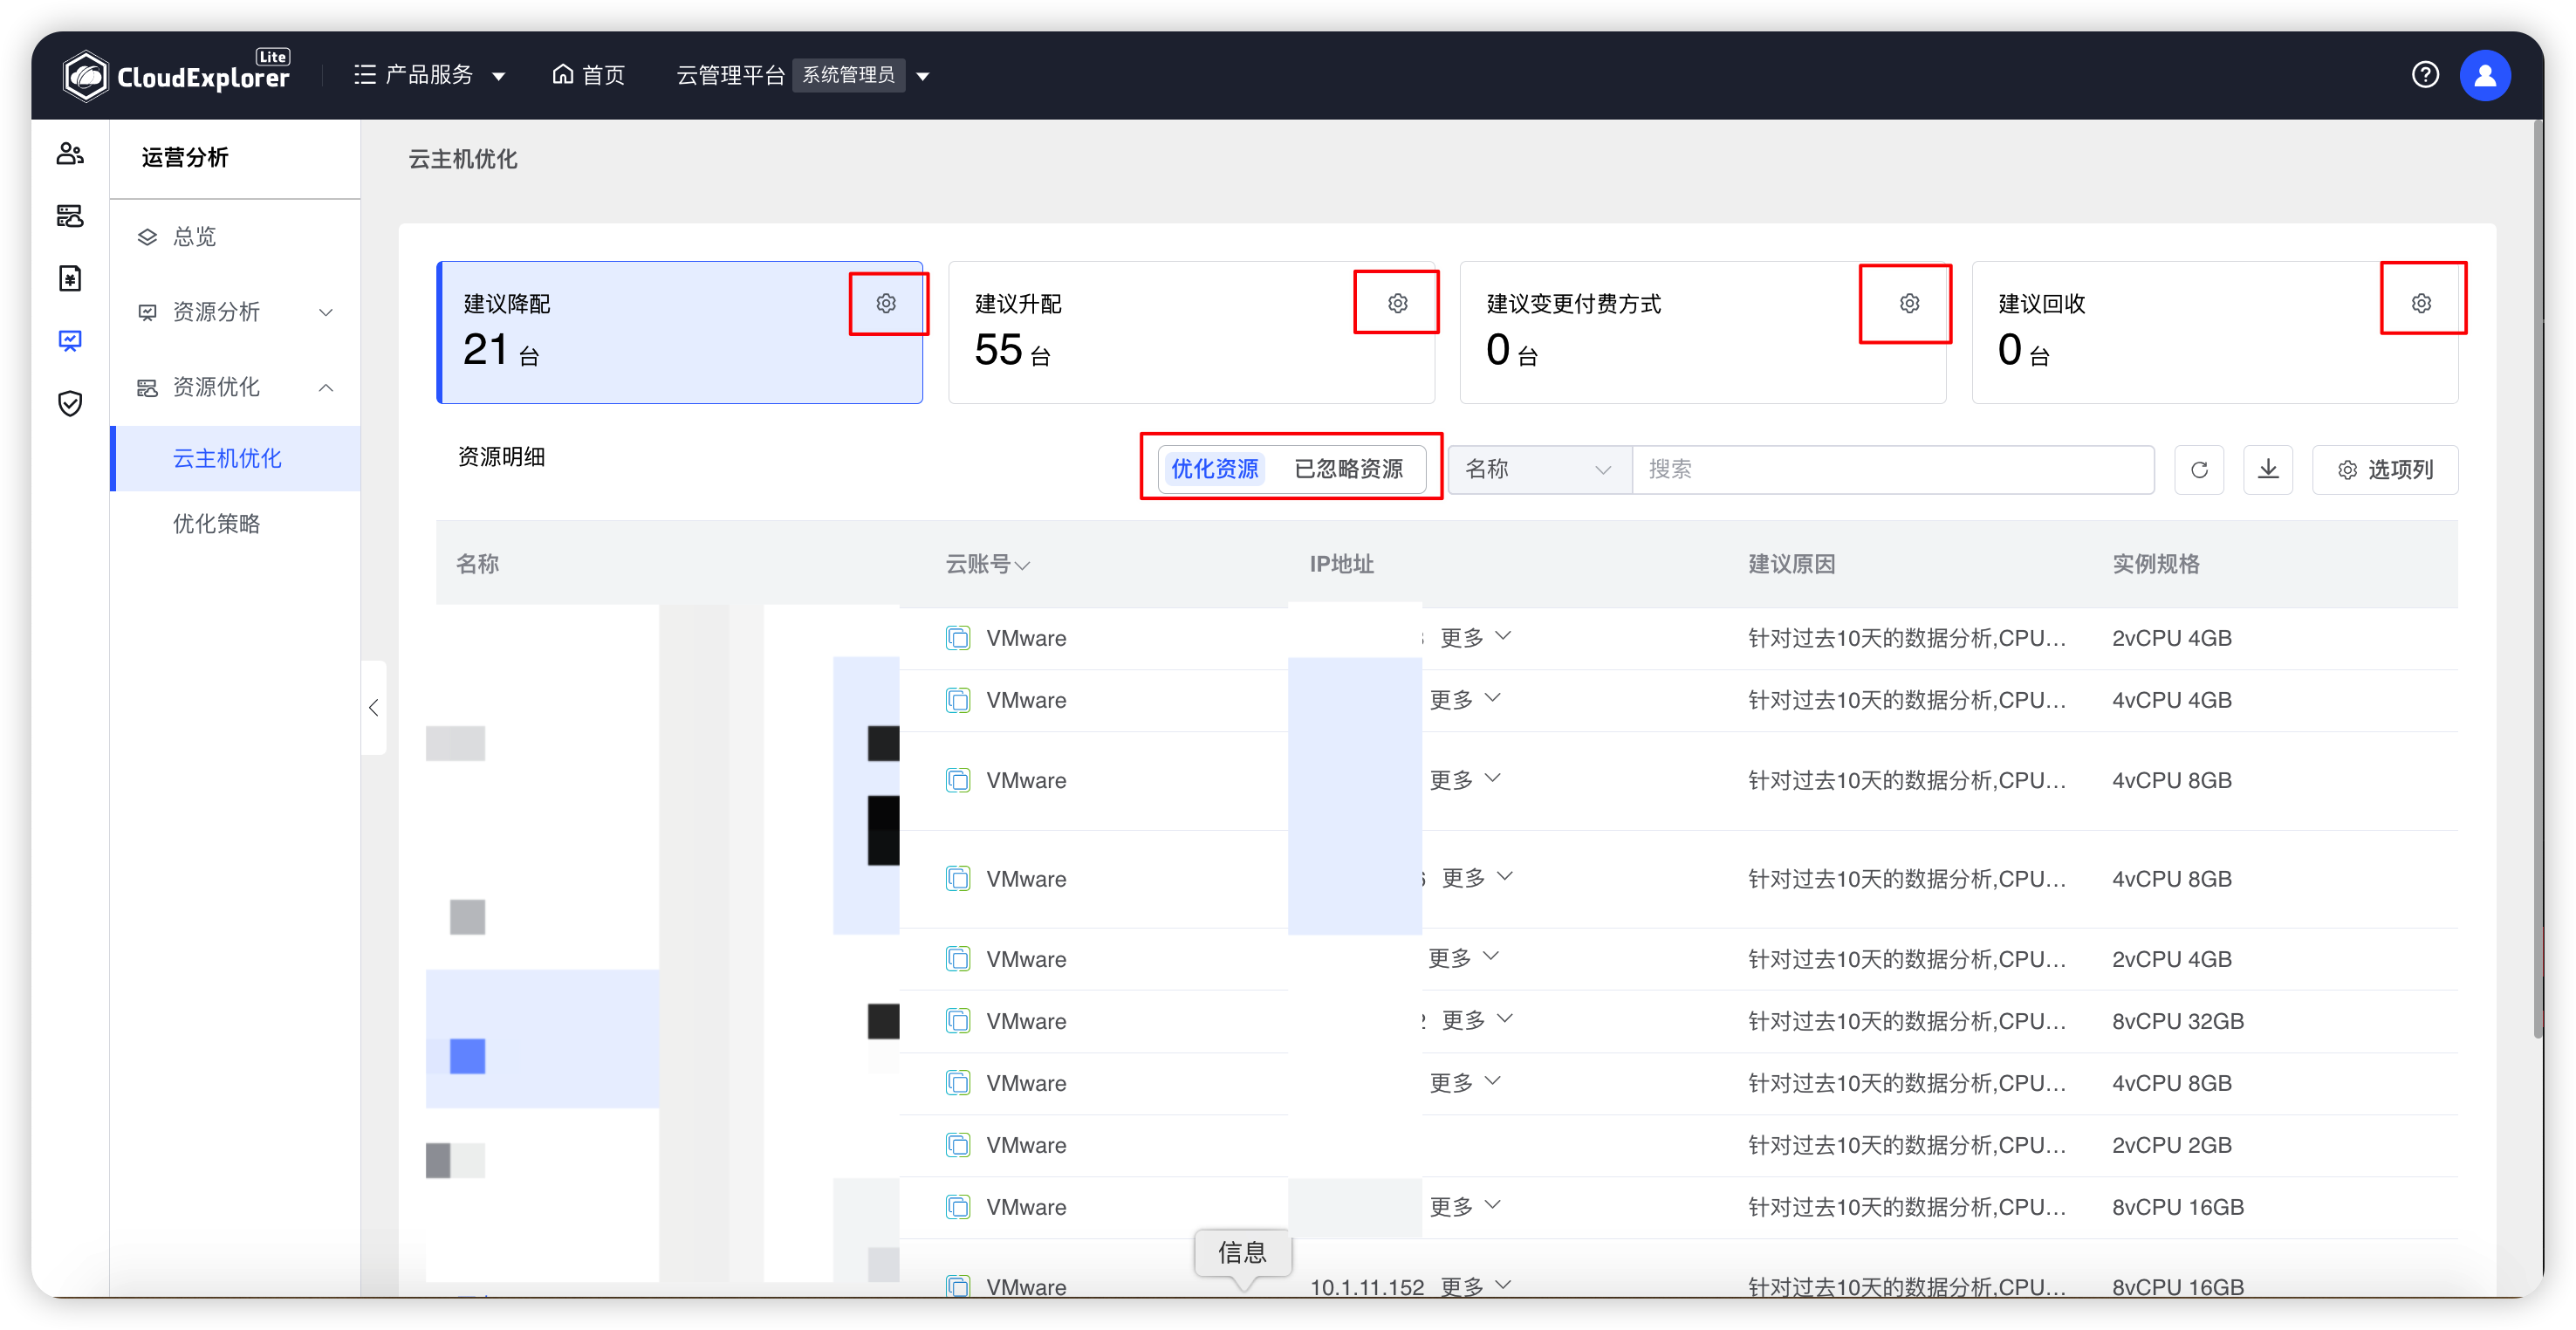 CloudExplorer Lite 产品服务 首页 云管理平台 系统管理员
运营分析
总览
资源分析
资源优化
云主机优化
优化策略
云主机优化
建议降配
21 台
建议升配
55 台
建议变更付费方式
0 台
建议回收
0 台
资源明细 优化资源 已忽略资源 名称 搜索 选项列
名称 云账号 IP地址 建议原因 实例规格
VMware 更多 针对过去10天的数据分析,CPU... 2vCPU 4GB
VMware 更多 针对过去10天的数据分析,CPU... 4vCPU 4GB
VMware 更多 针对过去10天的数据分析,CPU... 4vCPU 8GB
VMware 更多 针对过去10天的数据分析,CPU... 4vCPU 8GB
VMware 更多 针对过去10天的数据分析,CPU... 2vCPU 4GB
VMware 更多 针对过去10天的数据分析,CPU... 8vCPU 32GB
VMware 更多 针对过去10天的数据分析,CPU... 4vCPU 8GB
VMware 针对过去10天的数据分析,CPU... 2vCPU 2GB
VMware 更多 针对过去10天的数据分析,CPU... 8vCPU 16GB
信息
VMware 10.1.11.152 更多 针对过去10天的数据分析,CPU... 8vCPU 16GB